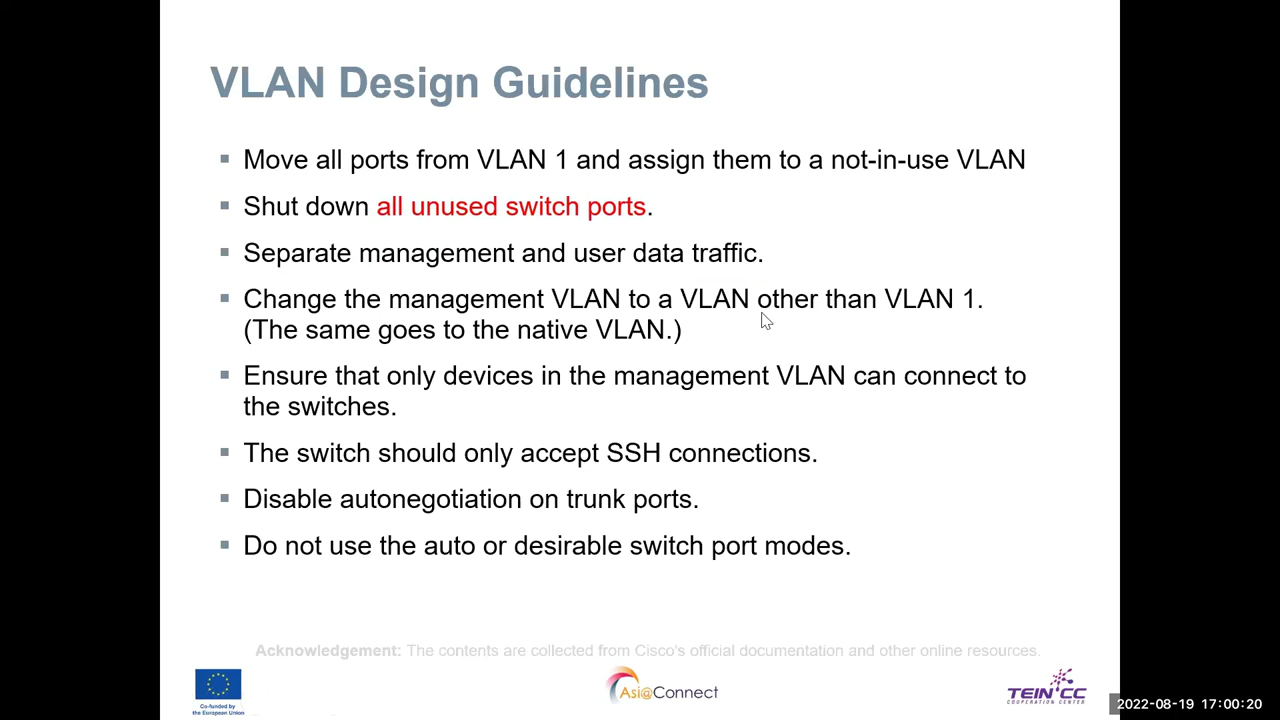 VLAN Design Guidelines
▪ Move all ports from VLAN 1 and assign them to a not-in-use VLAN
▪ Shut down all unused switch ports.
▪ Separate management and user data traffic.
▪ Change the management VLAN to a VLAN other than VLAN 1.
(The same goes to the native VLAN.)
▪ Ensure that only devices in the management VLAN can connect to
the switches.
▪ The switch should only accept SSH connections.
▪ Disable autonegotiation on trunk ports.
▪ Do not use the auto or desirable switch port modes.
Acknowledgement: The contents are collected from Cisco's official documentation and other online resources.
Co-funded by
the European Union
Asi@Connect
TEIN*CC
COOPERATION CENTER
2022-08-19 17:00:20